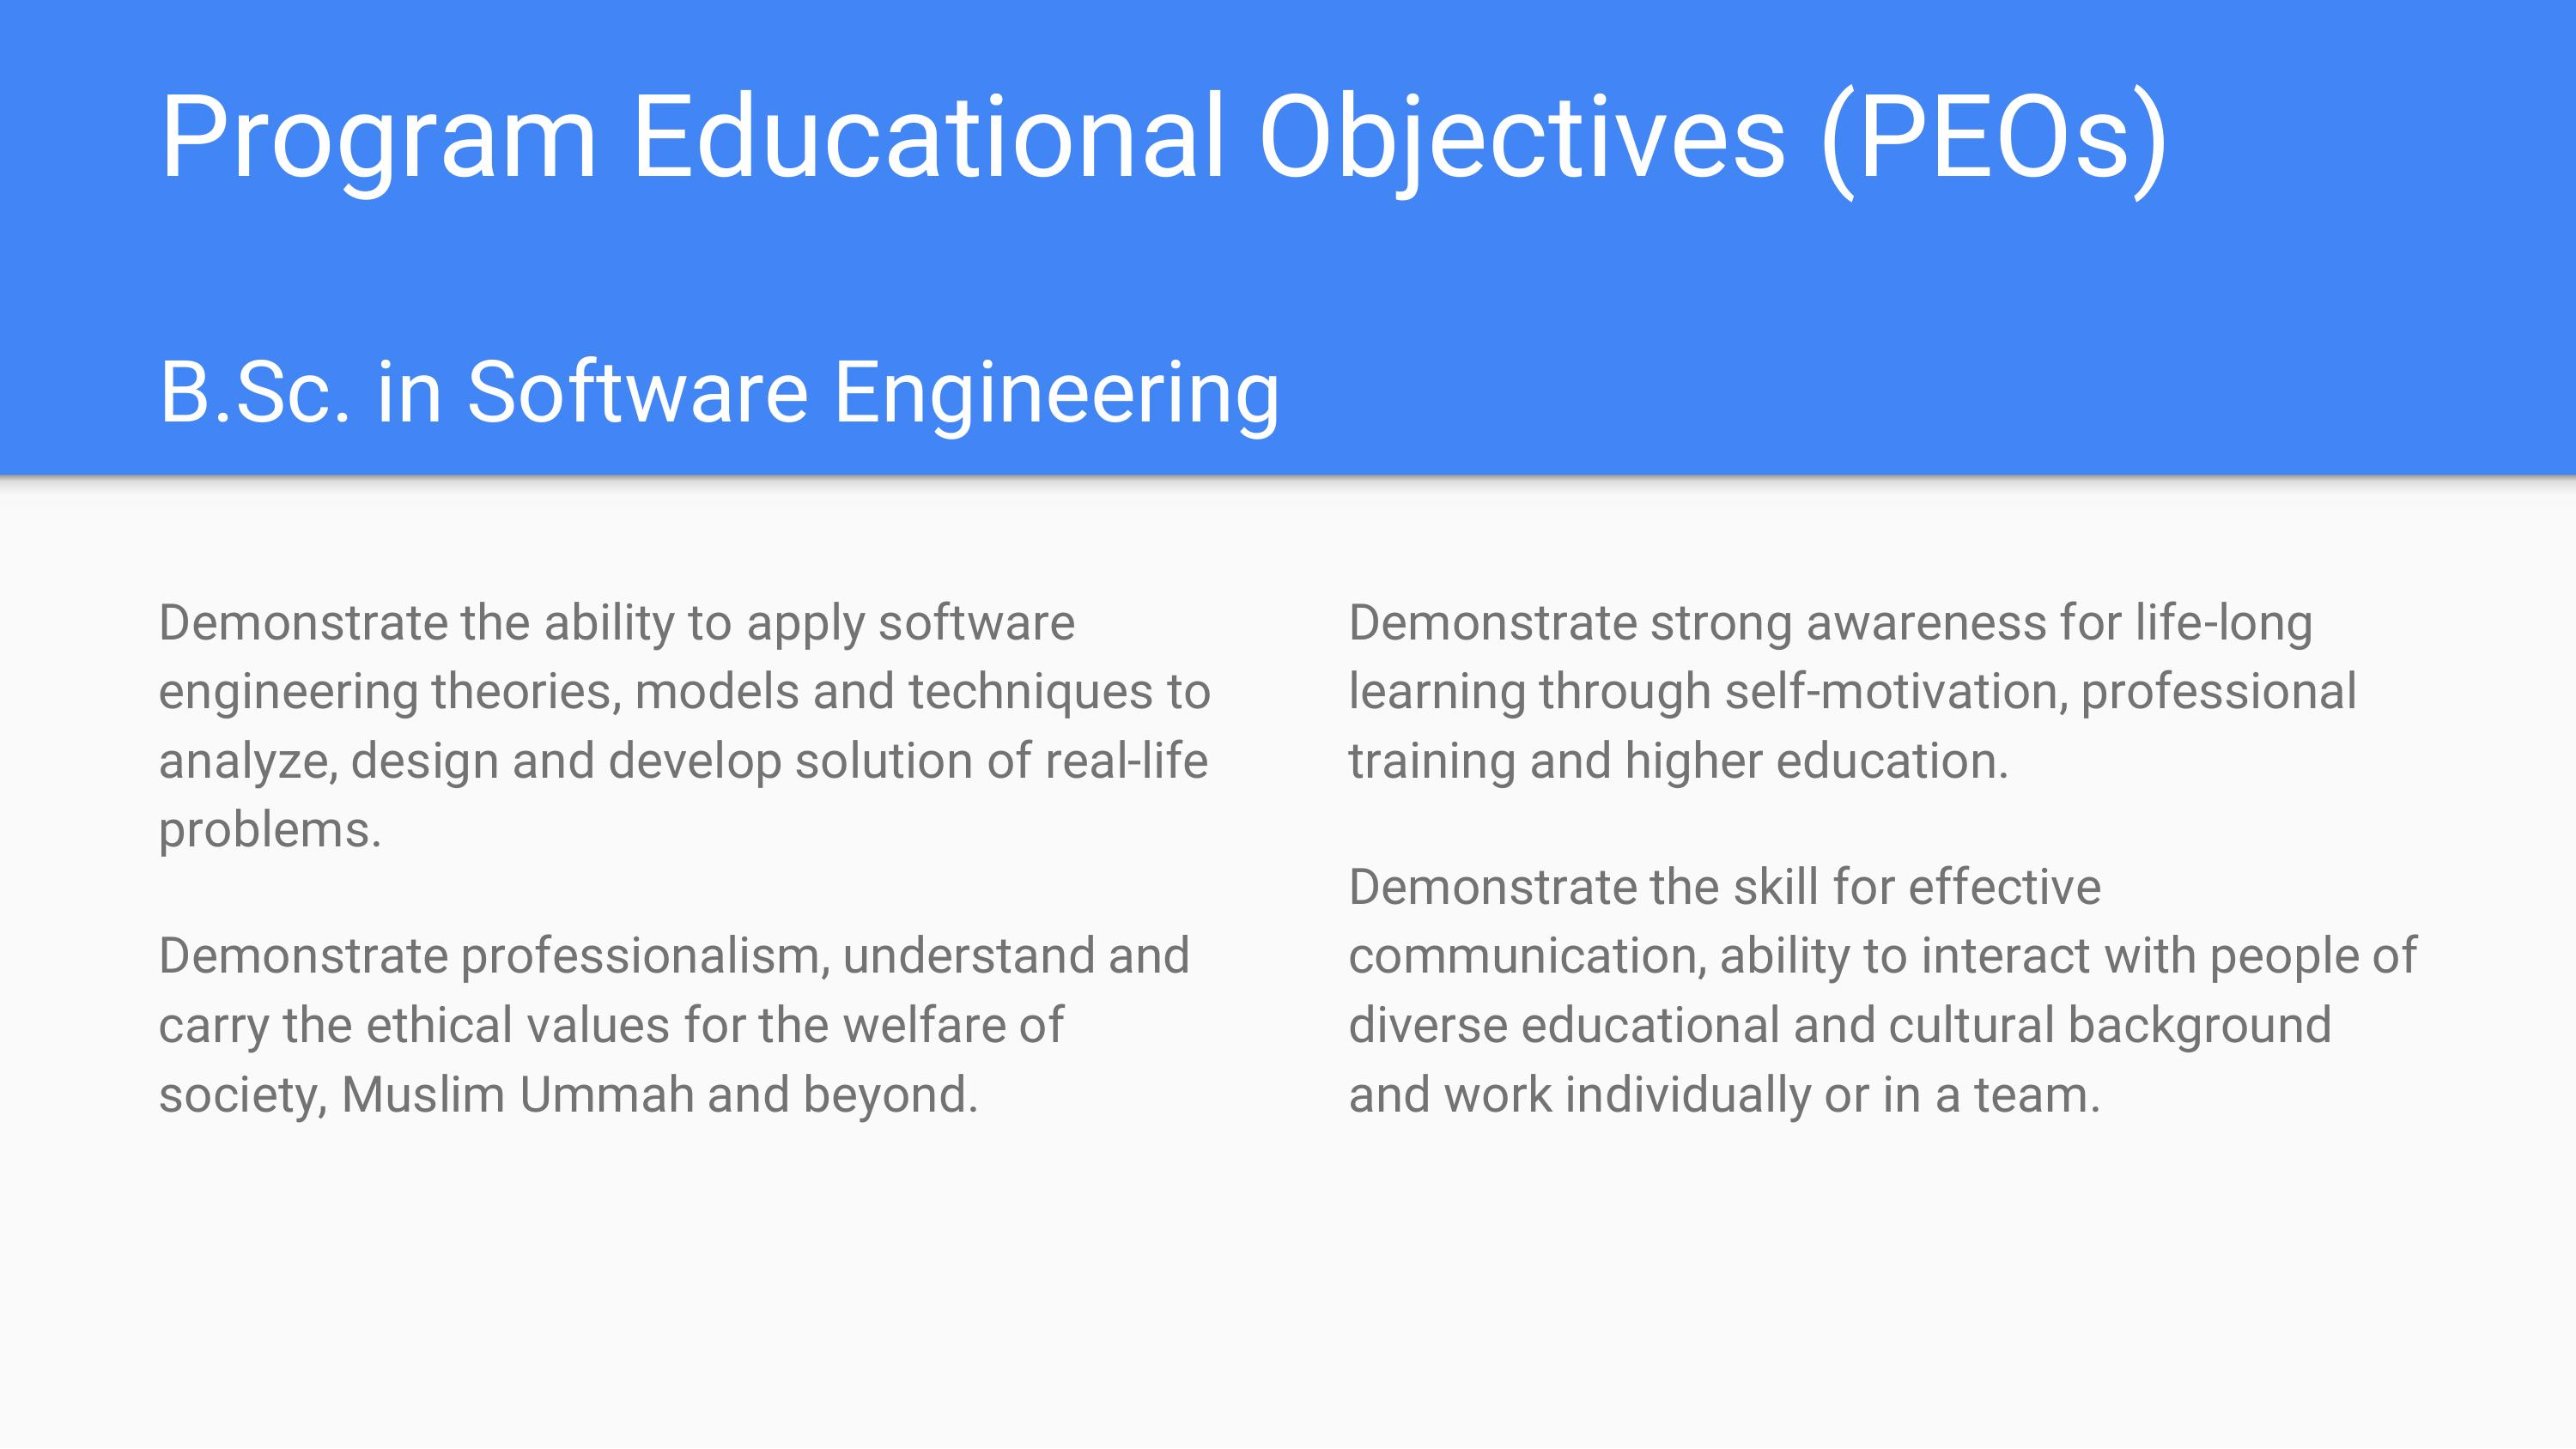 Program Educational Objectives (PEOs)
B.Sc. in Software Engineering
Demonstrate the ability to apply software
engineering theories, models and techniques to
analyze, design and develop solution of real-life
problems.
Demonstrate professionalism, understand and
carry the ethical values for the welfare of
society, Muslim Ummah and beyond.
Demonstrate strong awareness for life-long
learning through self-motivation, professional
training and higher education.
Demonstrate the skill for effective
communication, ability to interact with people of
diverse educational and cultural background
and work individually or in a team.